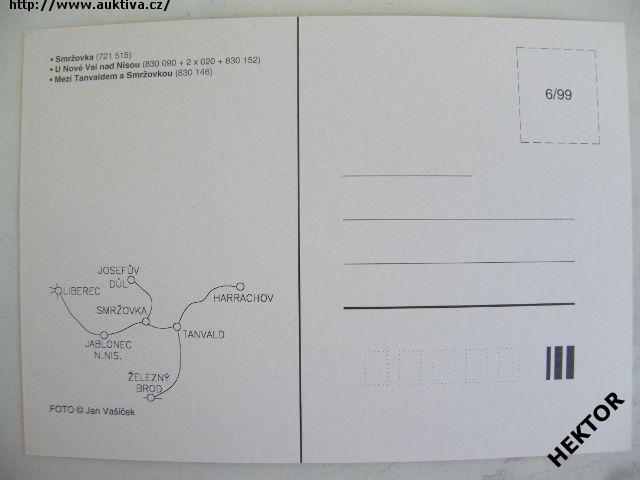 http://www.auktiva.cz/
• Smržovka (721 515)
• U Nové Vsi nad Nisou (830 090 + 2 x 020 + 830 152)
• Mezi Tanvaldem a Smržovkou (830 146)
6/99
JOSEFŮV
DŮL
LIBEREC
HARRACHOV
SMRŽOVKA
TANVALD
JABLONEC
N.NIS.
ŽELEZNÝ
BROD
FOTO © Jan Vašíček
HEKTOR